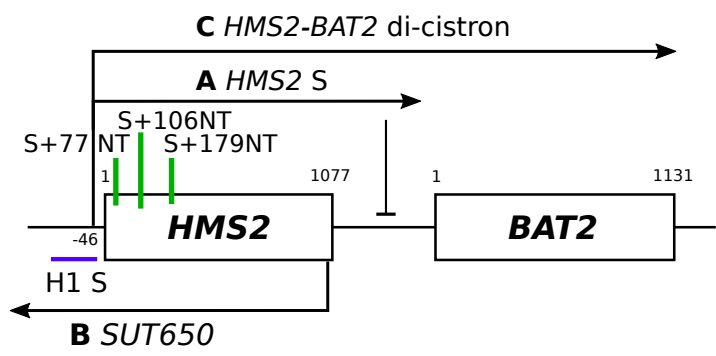 C HMS2-BAT2 di-cistron
A HMS2 S
S+106NT
S+77 NT
S+179NT
1
1077
1
1131
HMS2
BAT2
-46
H1 S
B SUT650